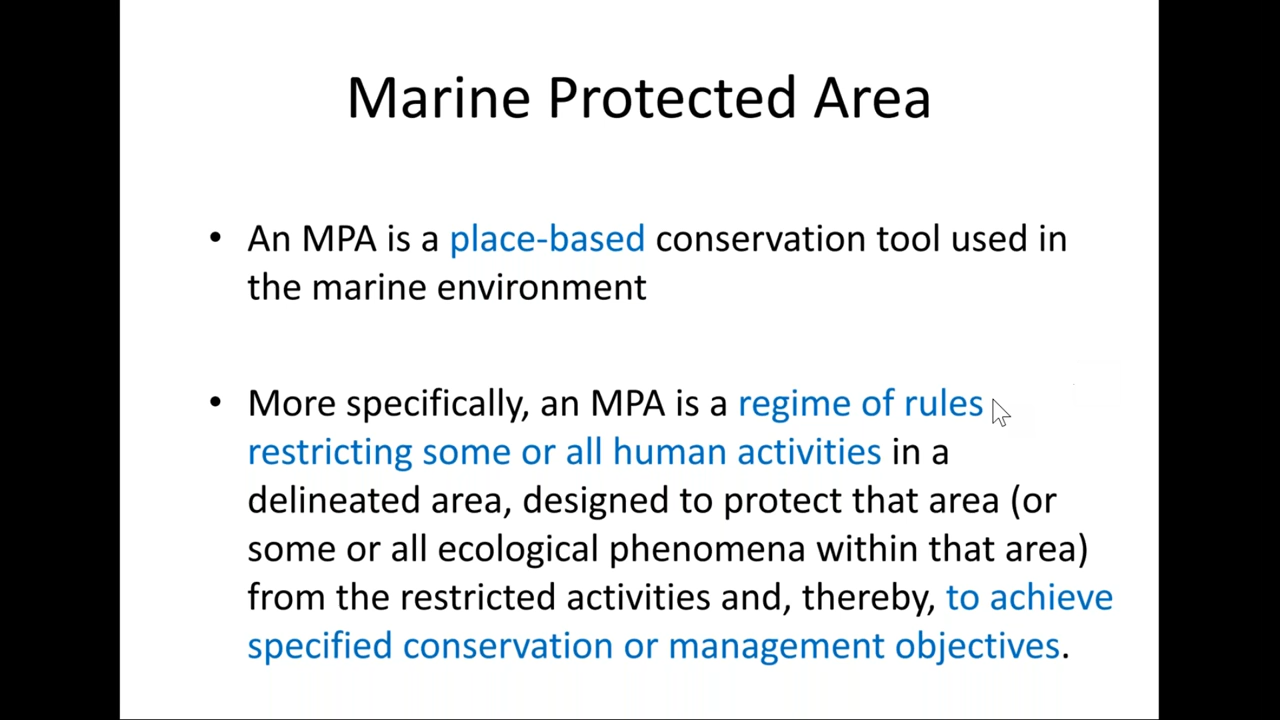 Marine Protected Area
• An MPA is a place-based conservation tool used in
the marine environment
• More specifically, an MPA is a regime of rules
restricting some or all human activities in a
delineated area, designed to protect that area (or
some or all ecological phenomena within that area)
from the restricted activities and, thereby, to achieve
specified conservation or management objectives.